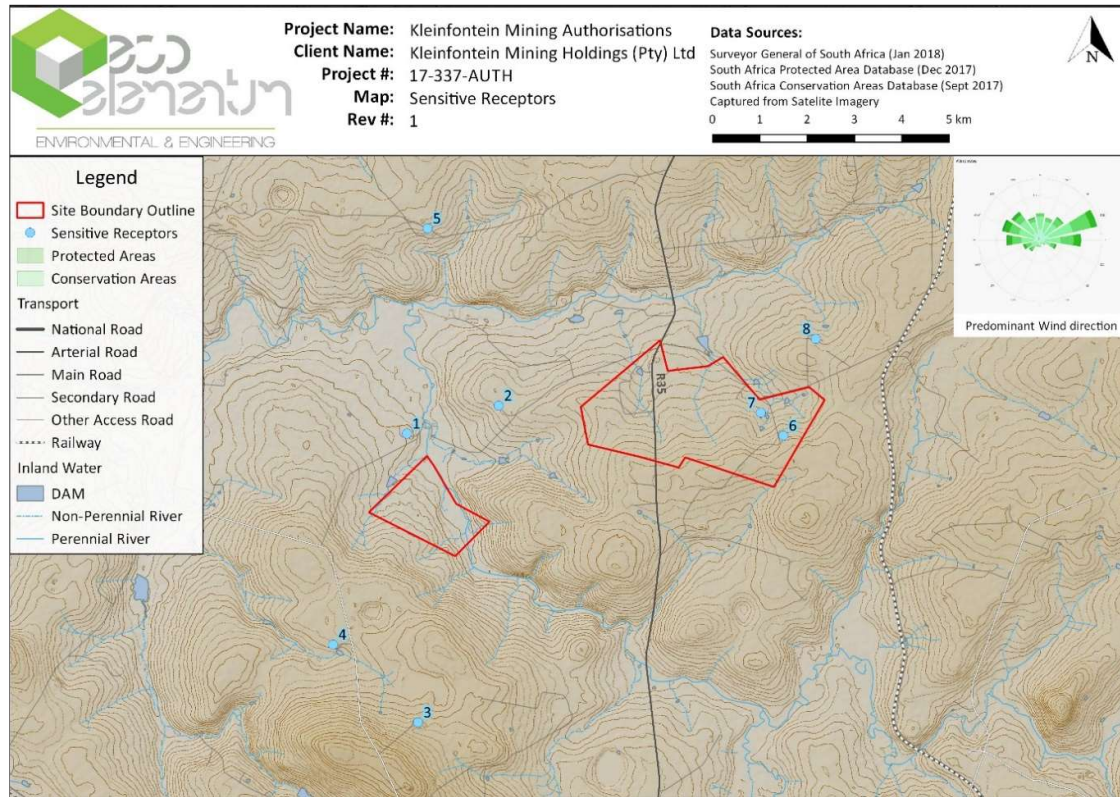 eco
elementum
ENVIRONMENTAL & ENGINEERING
Project Name: Kleinfontein Mining Authorisations
Client Name: Kleinfontein Mining Holdings (Pty) Ltd
Project #: 17-337-AUTH
Map: Sensitive Receptors
Rev #: 1
Data Sources:
Surveyor General of South Africa (Jan 2018)
South Africa Protected Area Database (Dec 2017)
South Africa Conservation Areas Database (Sept 2017)
Captured from Satelite Imagery
0 1 2 3 4 5 km
N
Legend
Site Boundary Outline
Sensitive Receptors
Protected Areas
Conservation Areas
Transport
National Road
Arterial Road
Main Road
Secondary Road
Other Access Road
Railway
Inland Water
DAM
Non-Perennial River
Perennial River
Predominant Wind direction
5
8
R35
2
7
1
6
4
3